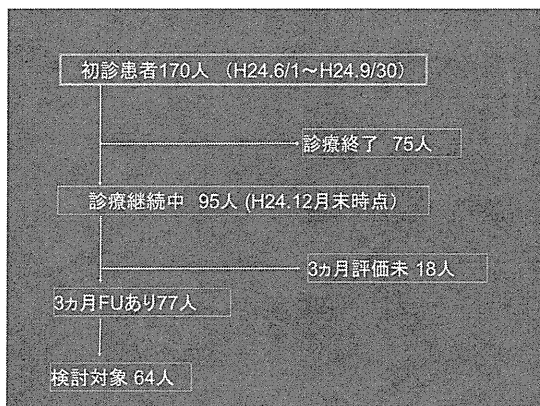 初診患者170人 （H24.6/1～H24.9/30）
診療終了 75人
診療継続中 95人 (H24.12月末時点）
3ヵ月評価未 18人
3ヵ月FUあり77人
検討対象 64人